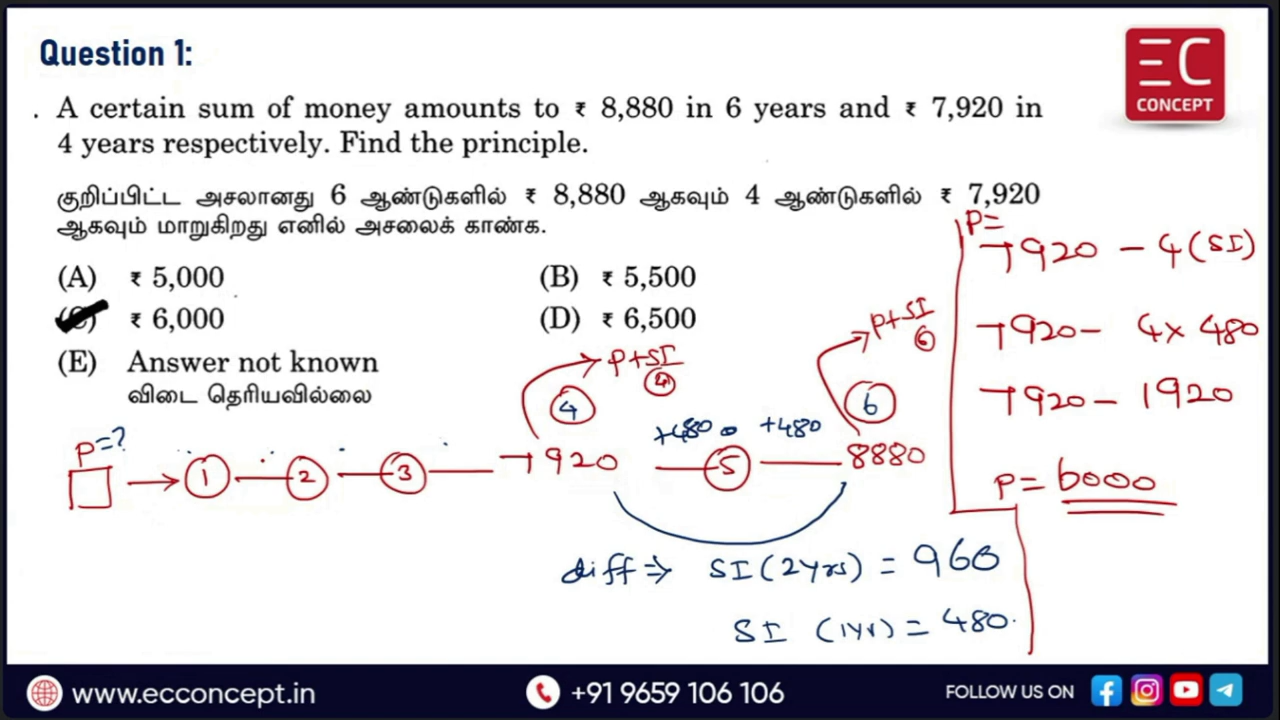 Question 1:
EC
CONCEPT
. A certain sum of money amounts to ₹ 8,880 in 6 years and ₹ 7,920 in
4 years respectively. Find the principle.
குறிப்பிட்ட அசலானது 6 ஆண்டுகளில் ₹ 8,880 ஆகவும் 4 ஆண்டுகளில் ₹ 7,920
ஆகவும் மாறுகிறது எனில் அசலைக் காண்க.
(A) ₹ 5,000 (B) ₹ 5,500
(C) ₹ 6,000 (D) ₹ 6,500
(E) Answer not known
விடை தெரியவில்லை
P=? 
1 2 3 7920 5 8880
4 P+SI 4
6 P+SI 6
+480 +480
diff ⇒ SI (2yrs) = 960
SI (1yr) = 480.
P=
7920 - 4(SI)
7920 - 4 x 480
7920 - 1920
P = 6000
www.ecconcept.in +91 9659 106 106 FOLLOW US ON